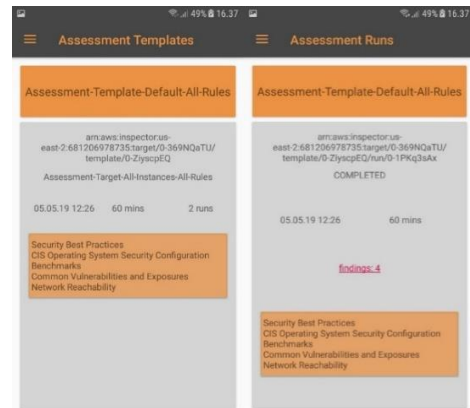 49% 16.37
Assessment Templates
Assessment-Template-Default-All-Rules
arn:aws:inspector:us-
east-2:681206978735:target/0-369NQaTU/
template/0-ZiyscpEQ
Assessment-Target-All-Instances-All-Rules
05.05.19 12:26 60 mins 2 runs
Security Best Practices
CIS Operating System Security Configuration
Benchmarks
Common Vulnerabilities and Exposures
Network Reachability
49% 16.37
Assessment Runs
Assessment-Template-Default-All-Rules
arn:aws:inspector:us-
east-2:681206978735:target/0-369NQaTU/
template/0-ZiyscpEQ/run/0-1PKq3sAx
COMPLETED
05.05.19 12:26 60 mins
findings: 4
Security Best Practices
CIS Operating System Security Configuration
Benchmarks
Common Vulnerabilities and Exposures
Network Reachability